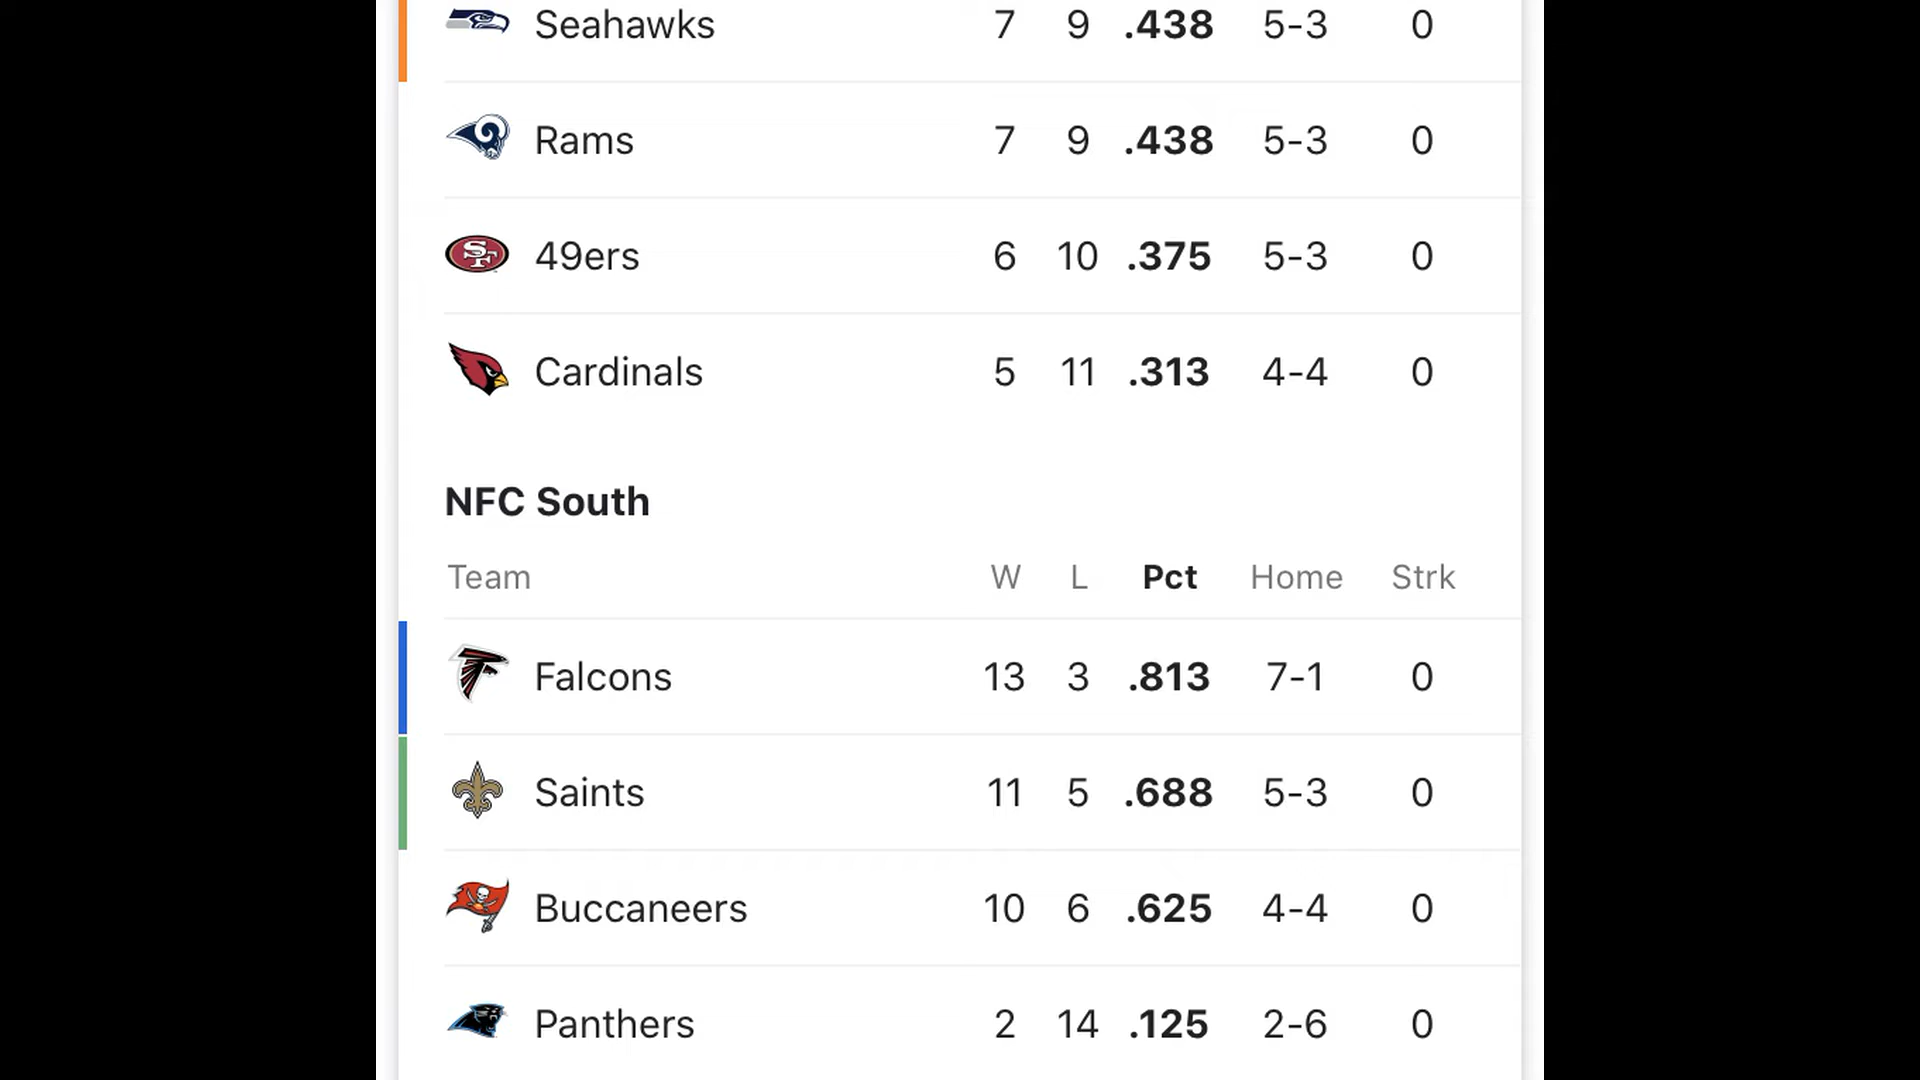 Seahawks 7 9 .438 5-3 0
Rams 7 9 .438 5-3 0
SF
49ers 6 10 .375 5-3 0
Cardinals 5 11 .313 4-4 0
NFC South
Team W L Pct Home Strk
Falcons 13 3 .813 7-1 0
Saints 11 5 .688 5-3 0
Buccaneers 10 6 .625 4-4 0
Panthers 2 14 .125 2-6 0